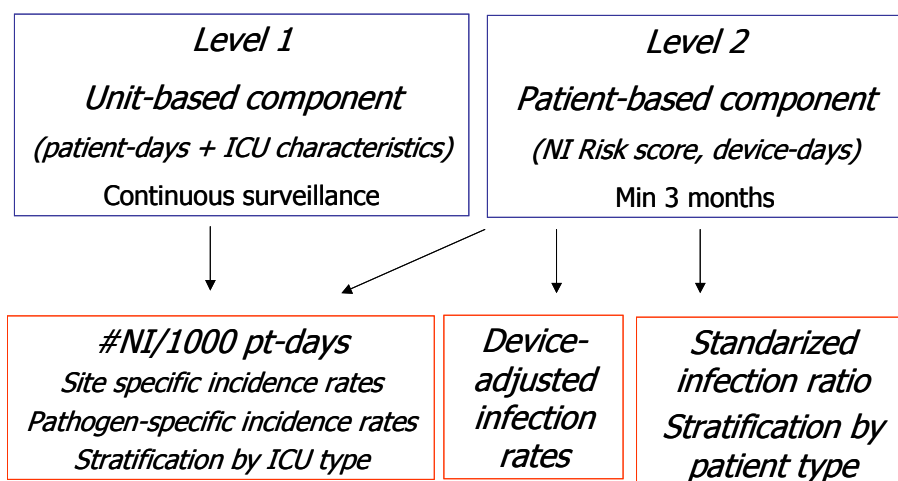 Level 1
Unit-based component
(patient-days + ICU characteristics)
Continuous surveillance
Level 2
Patient-based component
(NI Risk score, device-days)
Min 3 months
#NI/1000 pt-days
Site specific incidence rates
Pathogen-specific incidence rates
Stratification by ICU type
Device-
adjusted
infection
rates
Standarized
infection ratio
Stratification by
patient type